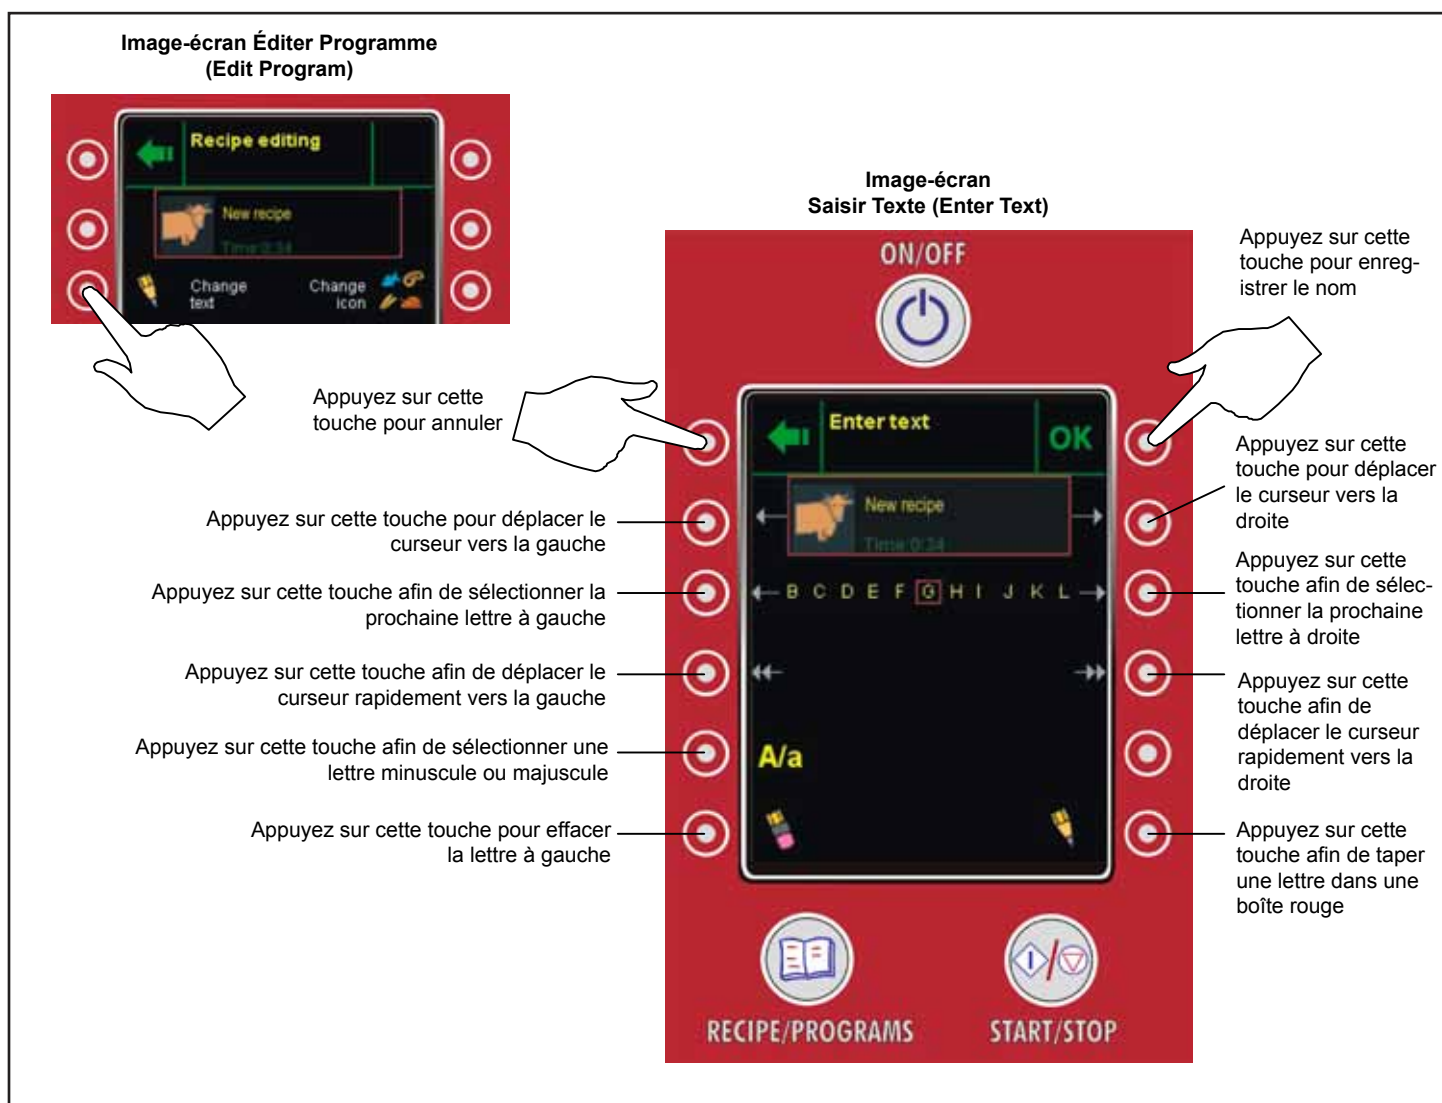 Image-écran Éditer Programme
(Edit Program)
Recipe editing
New recipe
Time:0:34
Change
text
Change
icon
Appuyez sur cette
touche pour annuler
Image-écran
Saisir Texte (Enter Text)
ON/OFF
Appuyez sur cette
touche pour enreg-
istrer le nom
Enter text
OK
New recipe
Time:0:34
B C D E F G H I J K L
A/a
Appuyez sur cette touche pour déplacer le
curseur vers la gauche
Appuyez sur cette touche afin de sélectionner la
prochaine lettre à gauche
Appuyez sur cette touche afin de déplacer le
curseur rapidement vers la gauche
Appuyez sur cette touche afin de sélectionner une
lettre minuscule ou majuscule
Appuyez sur cette touche pour effacer
la lettre à gauche
Appuyez sur cette
touche pour déplacer
le curseur vers la
droite
Appuyez sur cette
touche afin de sélec-
tionner la prochaine
lettre à droite
Appuyez sur cette
touche afin de
déplacer le curseur
rapidement vers la
droite
Appuyez sur cette
touche afin de taper
une lettre dans une
boîte rouge
RECIPE/PROGRAMS
START/STOP